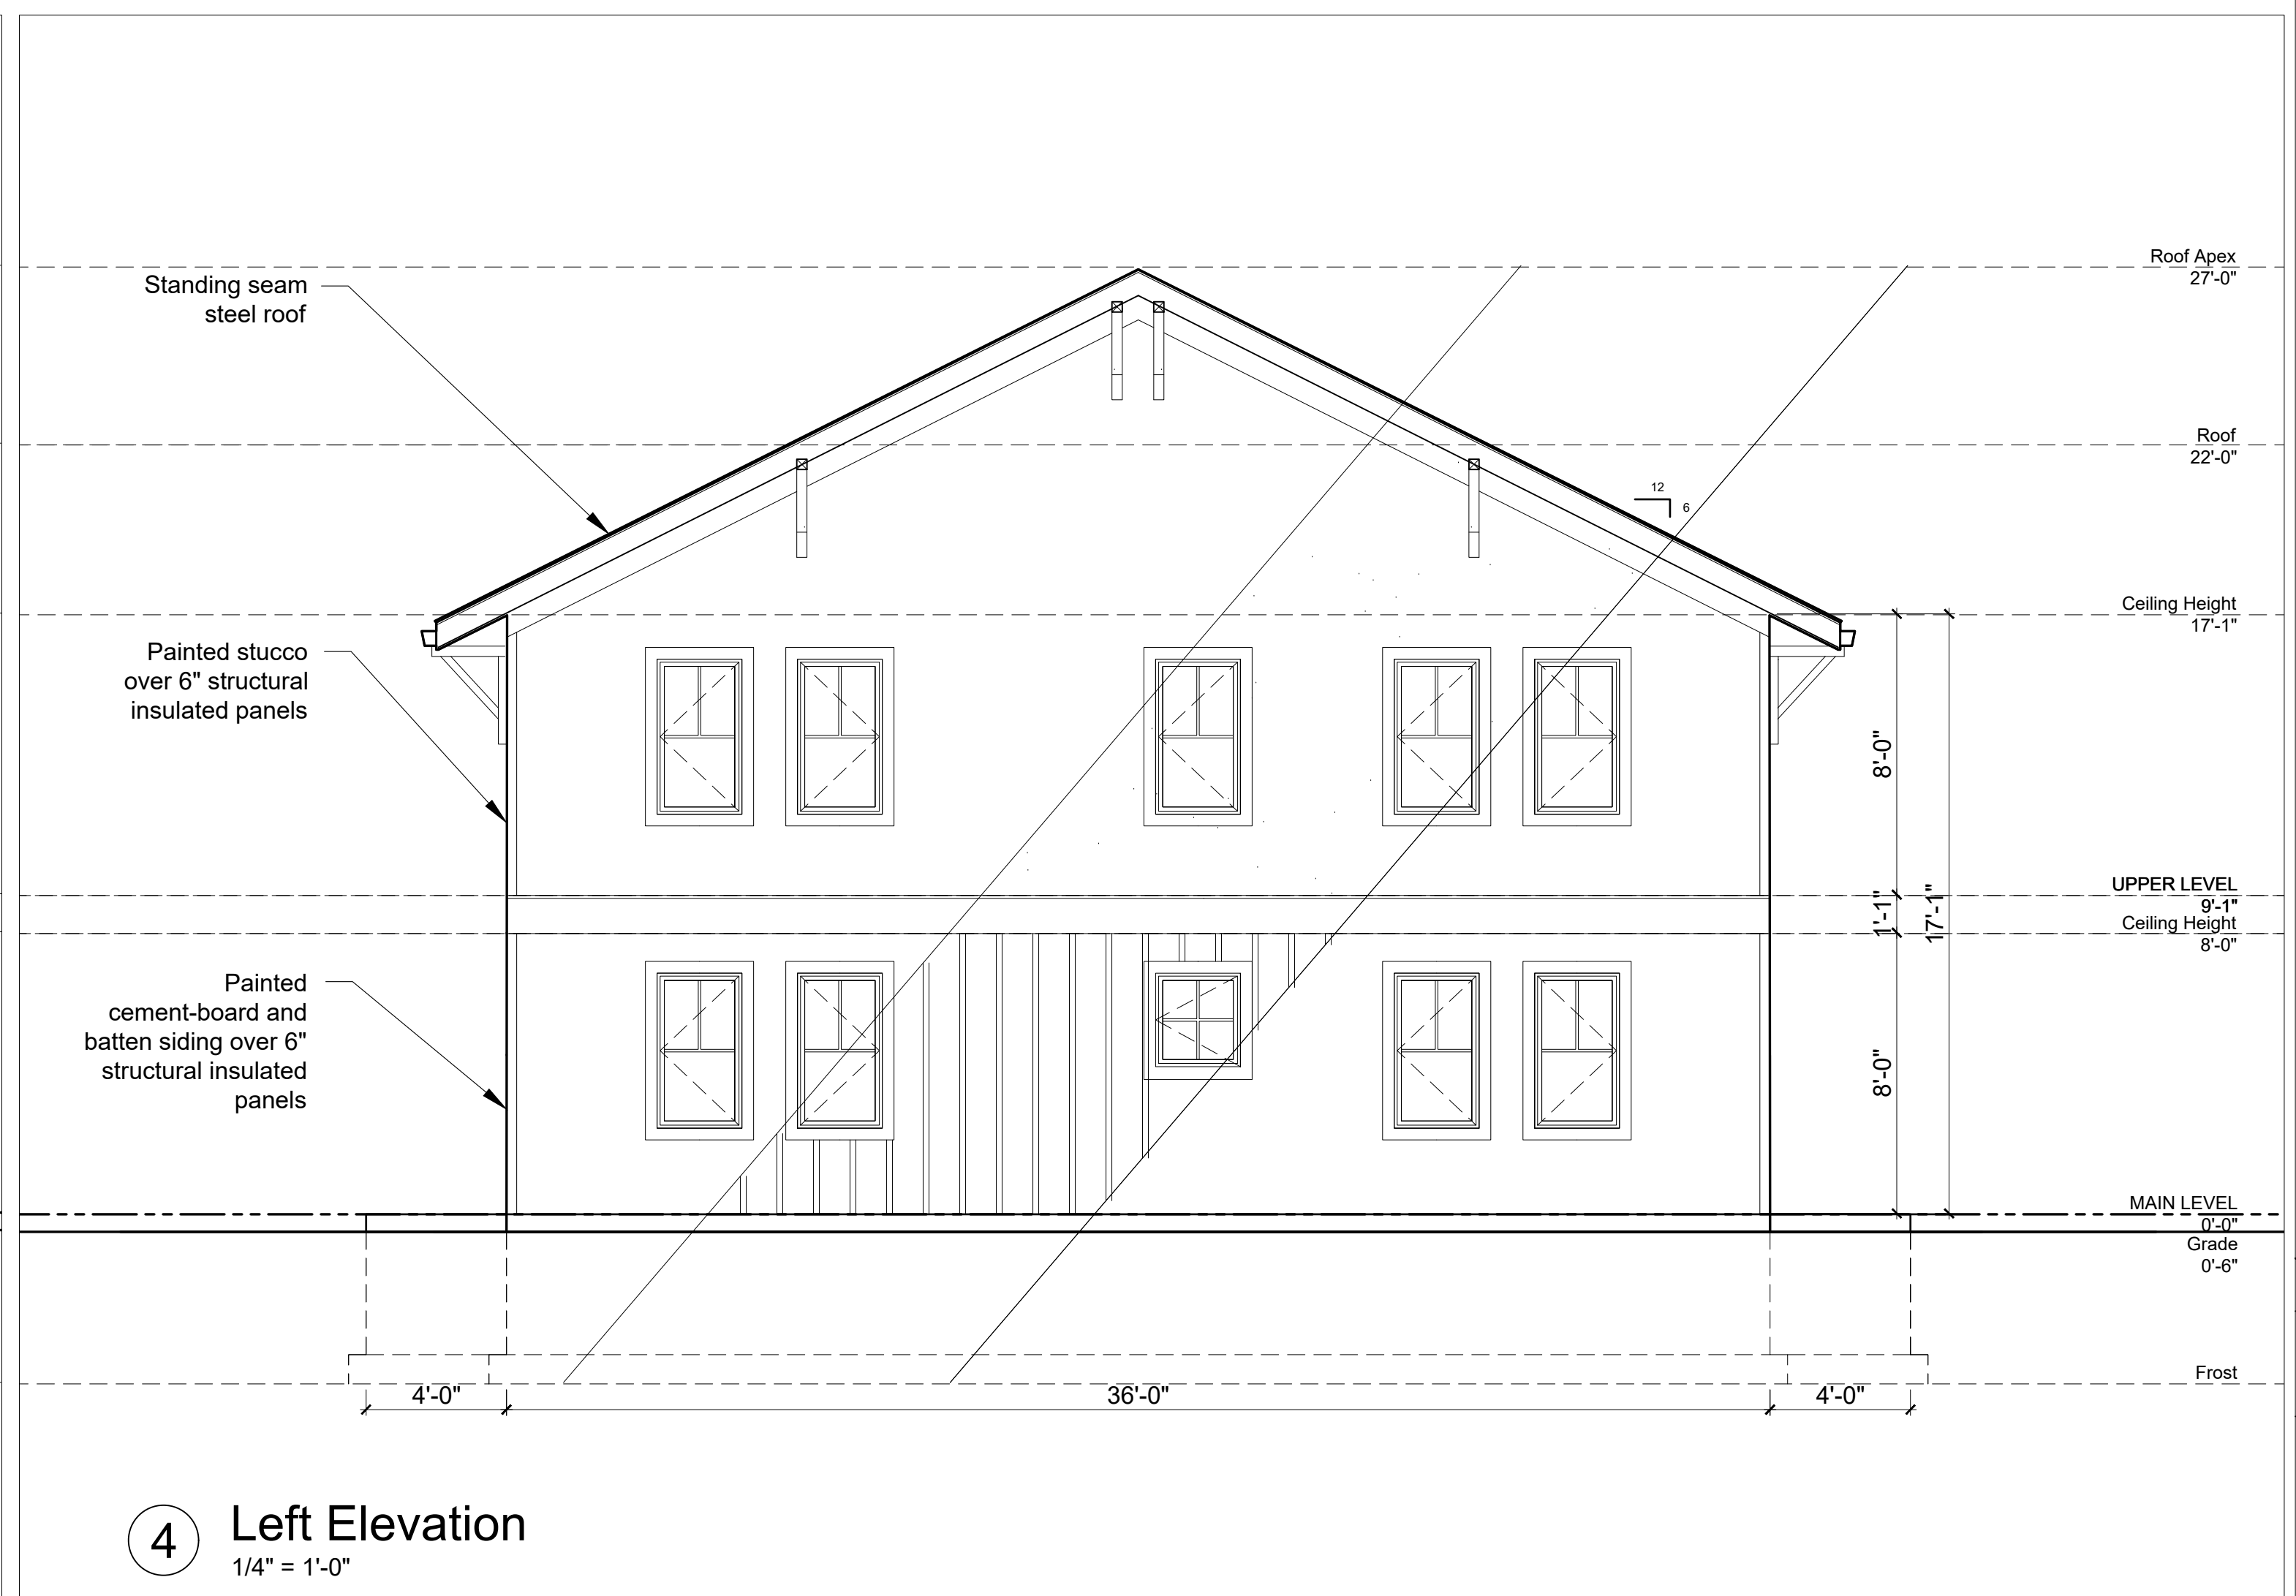 Roof Apex
27'-0"
Standing seam
steel roof
Roof
22'-0"
12
6
Ceiling Height
17'-1"
Painted stucco
over 6" structural
insulated panels
8'-0"
UPPER LEVEL
9'-1"
1'-1"
17'-1"
Ceiling Height
8'-0"
Painted
cement-board and
batten siding over 6"
structural insulated
panels
8'-0"
MAIN LEVEL
0'-0"
Grade
0'-6"
Frost
4'-0"
36'-0"
4'-0"
4
Left Elevation
1/4" = 1'-0"